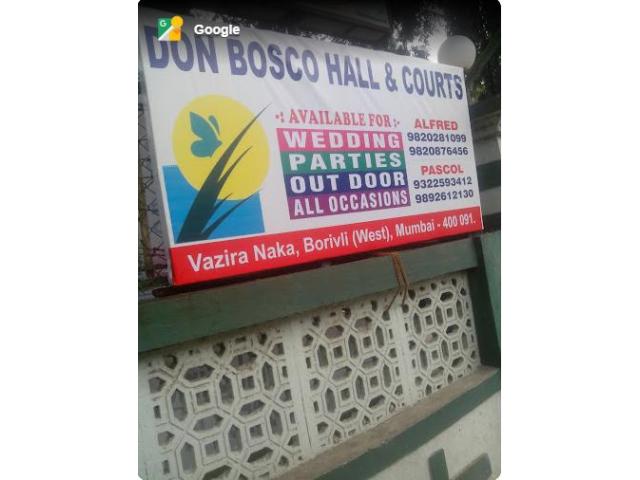 Google
DON BOSCO HALL & COURTS
·: AVAILABLE FOR :·
WEDDING
PARTIES
OUT DOOR
ALL OCCASIONS
ALFRED
9820281099
9820876456
PASCOL
9322593412
9892612130
Vazira Naka, Borivli (West), Mumbai - 400 091.